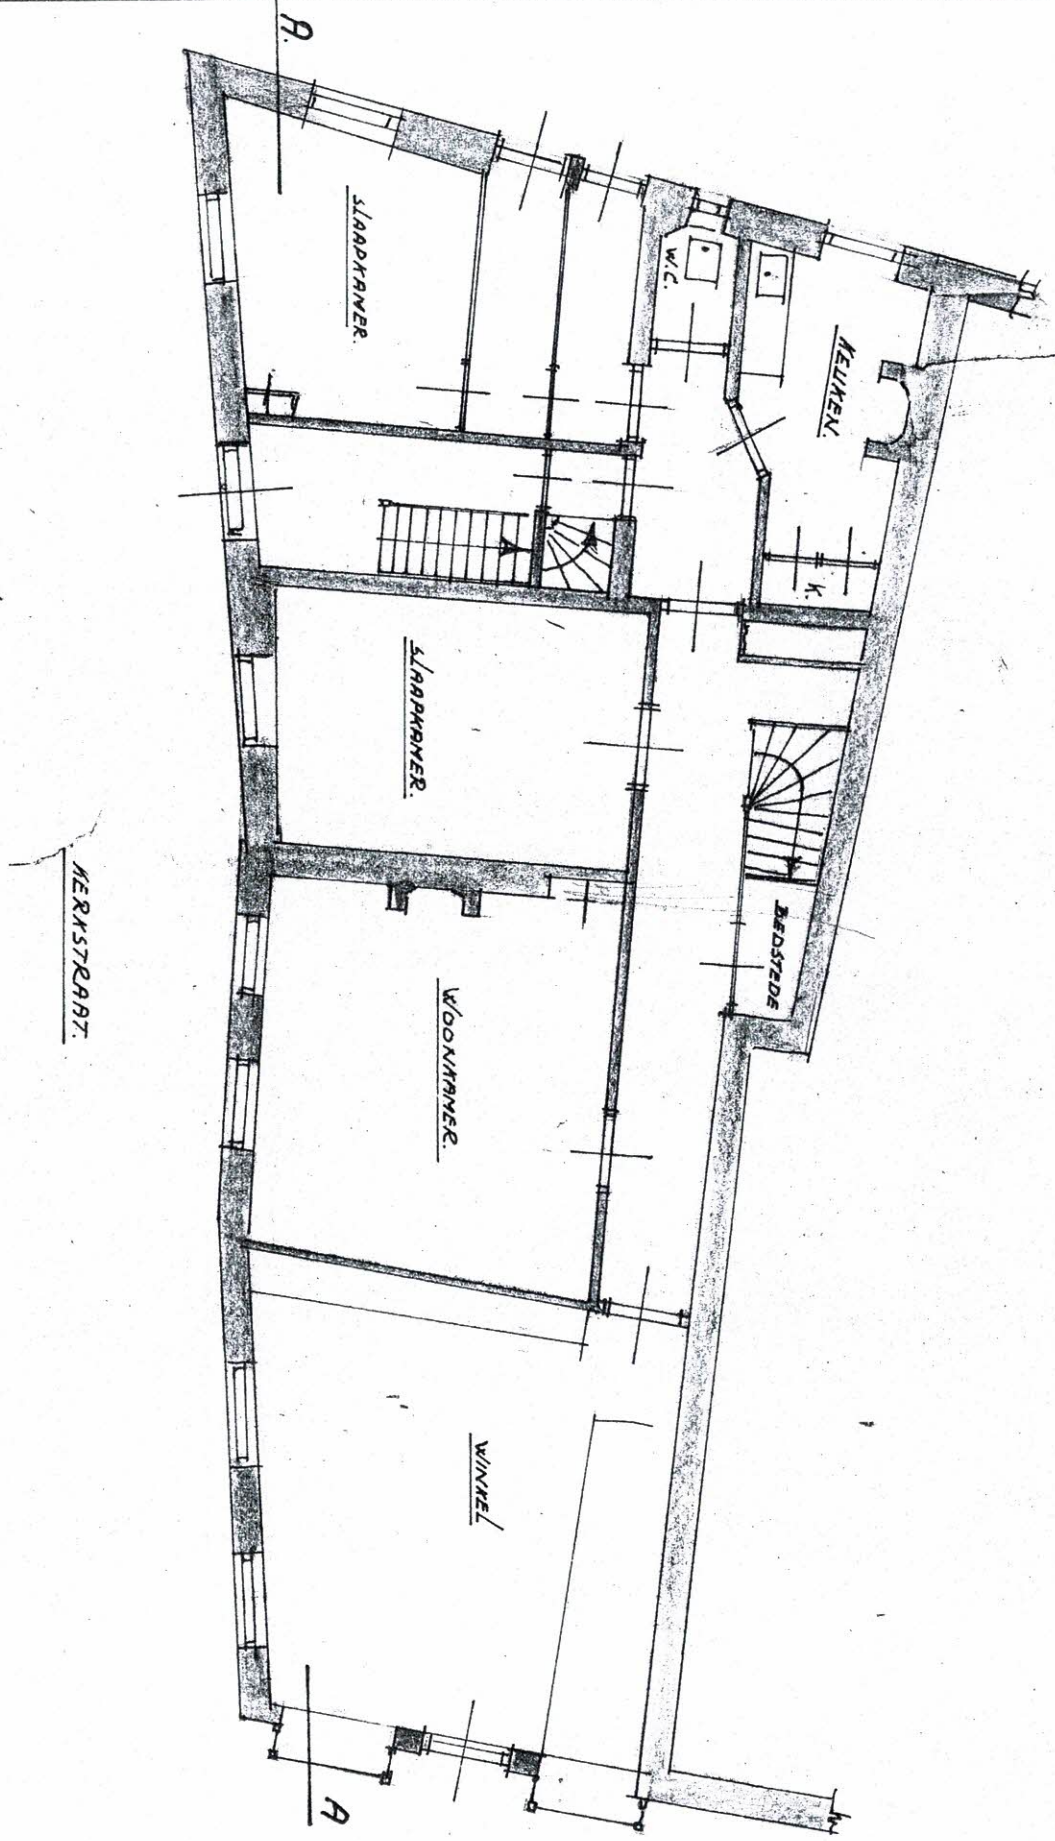 A.
SLAAPKAMER.
W.C.
KEUKEN.
K.
SLAAPKAMER.
BEDSTEDE
WOONKAMER.
KERKSTRAAT.
WINKEL
A